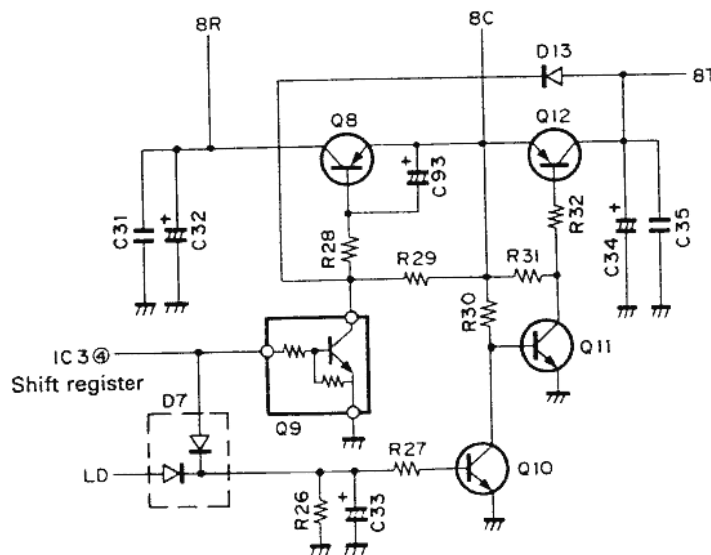 8R
8C
D13
8T
Q8
Q12
+
C93
C31
+
C32
R28
R29
R31
R32
+
C34
C35
R30
Q11
IC3④
Shift register
D7
Q9
LD
R26
+
C33
R27
Q10